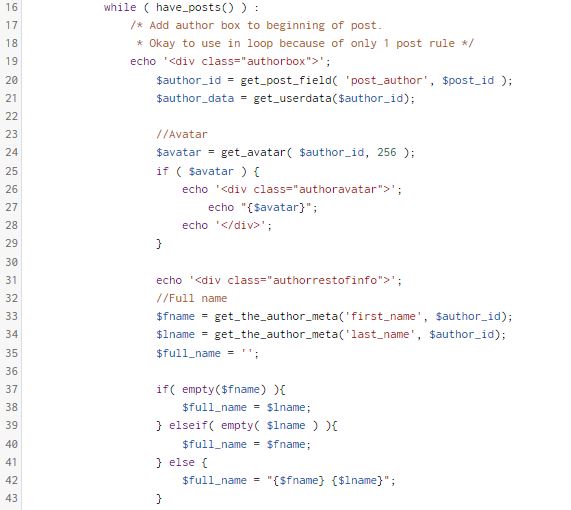 16 while ( have_posts() ) :
17 /* Add author box to beginning of post.
18 * Okay to use in loop because of only 1 post rule */
19 echo '<div class="authorbox">';
20 $author_id = get_post_field( 'post_author', $post_id );
21 $author_data = get_userdata($author_id);
22
23 //Avatar
24 $avatar = get_avatar( $author_id, 256 );
25 if ( $avatar ) {
26 echo '<div class="authoravatar">';
27 echo "{$avatar}";
28 echo '</div>';
29 }
30
31 echo '<div class="authorrestofinfo">';
32 //Full name
33 $fname = get_the_author_meta('first_name', $author_id);
34 $lname = get_the_author_meta('last_name', $author_id);
35 $full_name = '';
36
37 if( empty($fname) ){
38 $full_name = $lname;
39 } elseif( empty( $lname ) ){
40 $full_name = $fname;
41 } else {
42 $full_name = "{$fname} {$lname}";
43 }